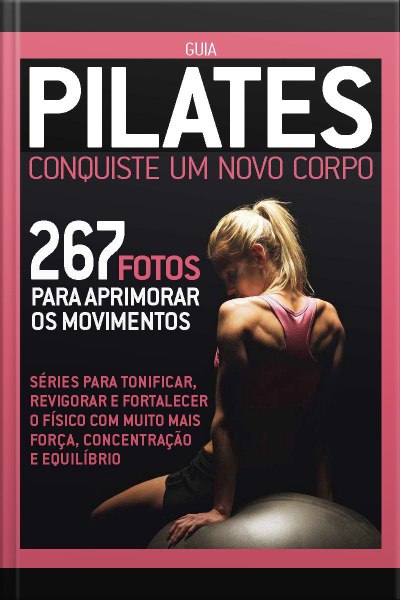 GUIA
PILATES
CONQUISTE UM NOVO CORPO
267 FOTOS
PARA APRIMORAR
OS MOVIMENTOS
SÉRIES PARA TONIFICAR,
REVIGORAR E FORTALECER
O FÍSICO COM MUITO MAIS
FORÇA, CONCENTRAÇÃO
E EQUILÍBRIO